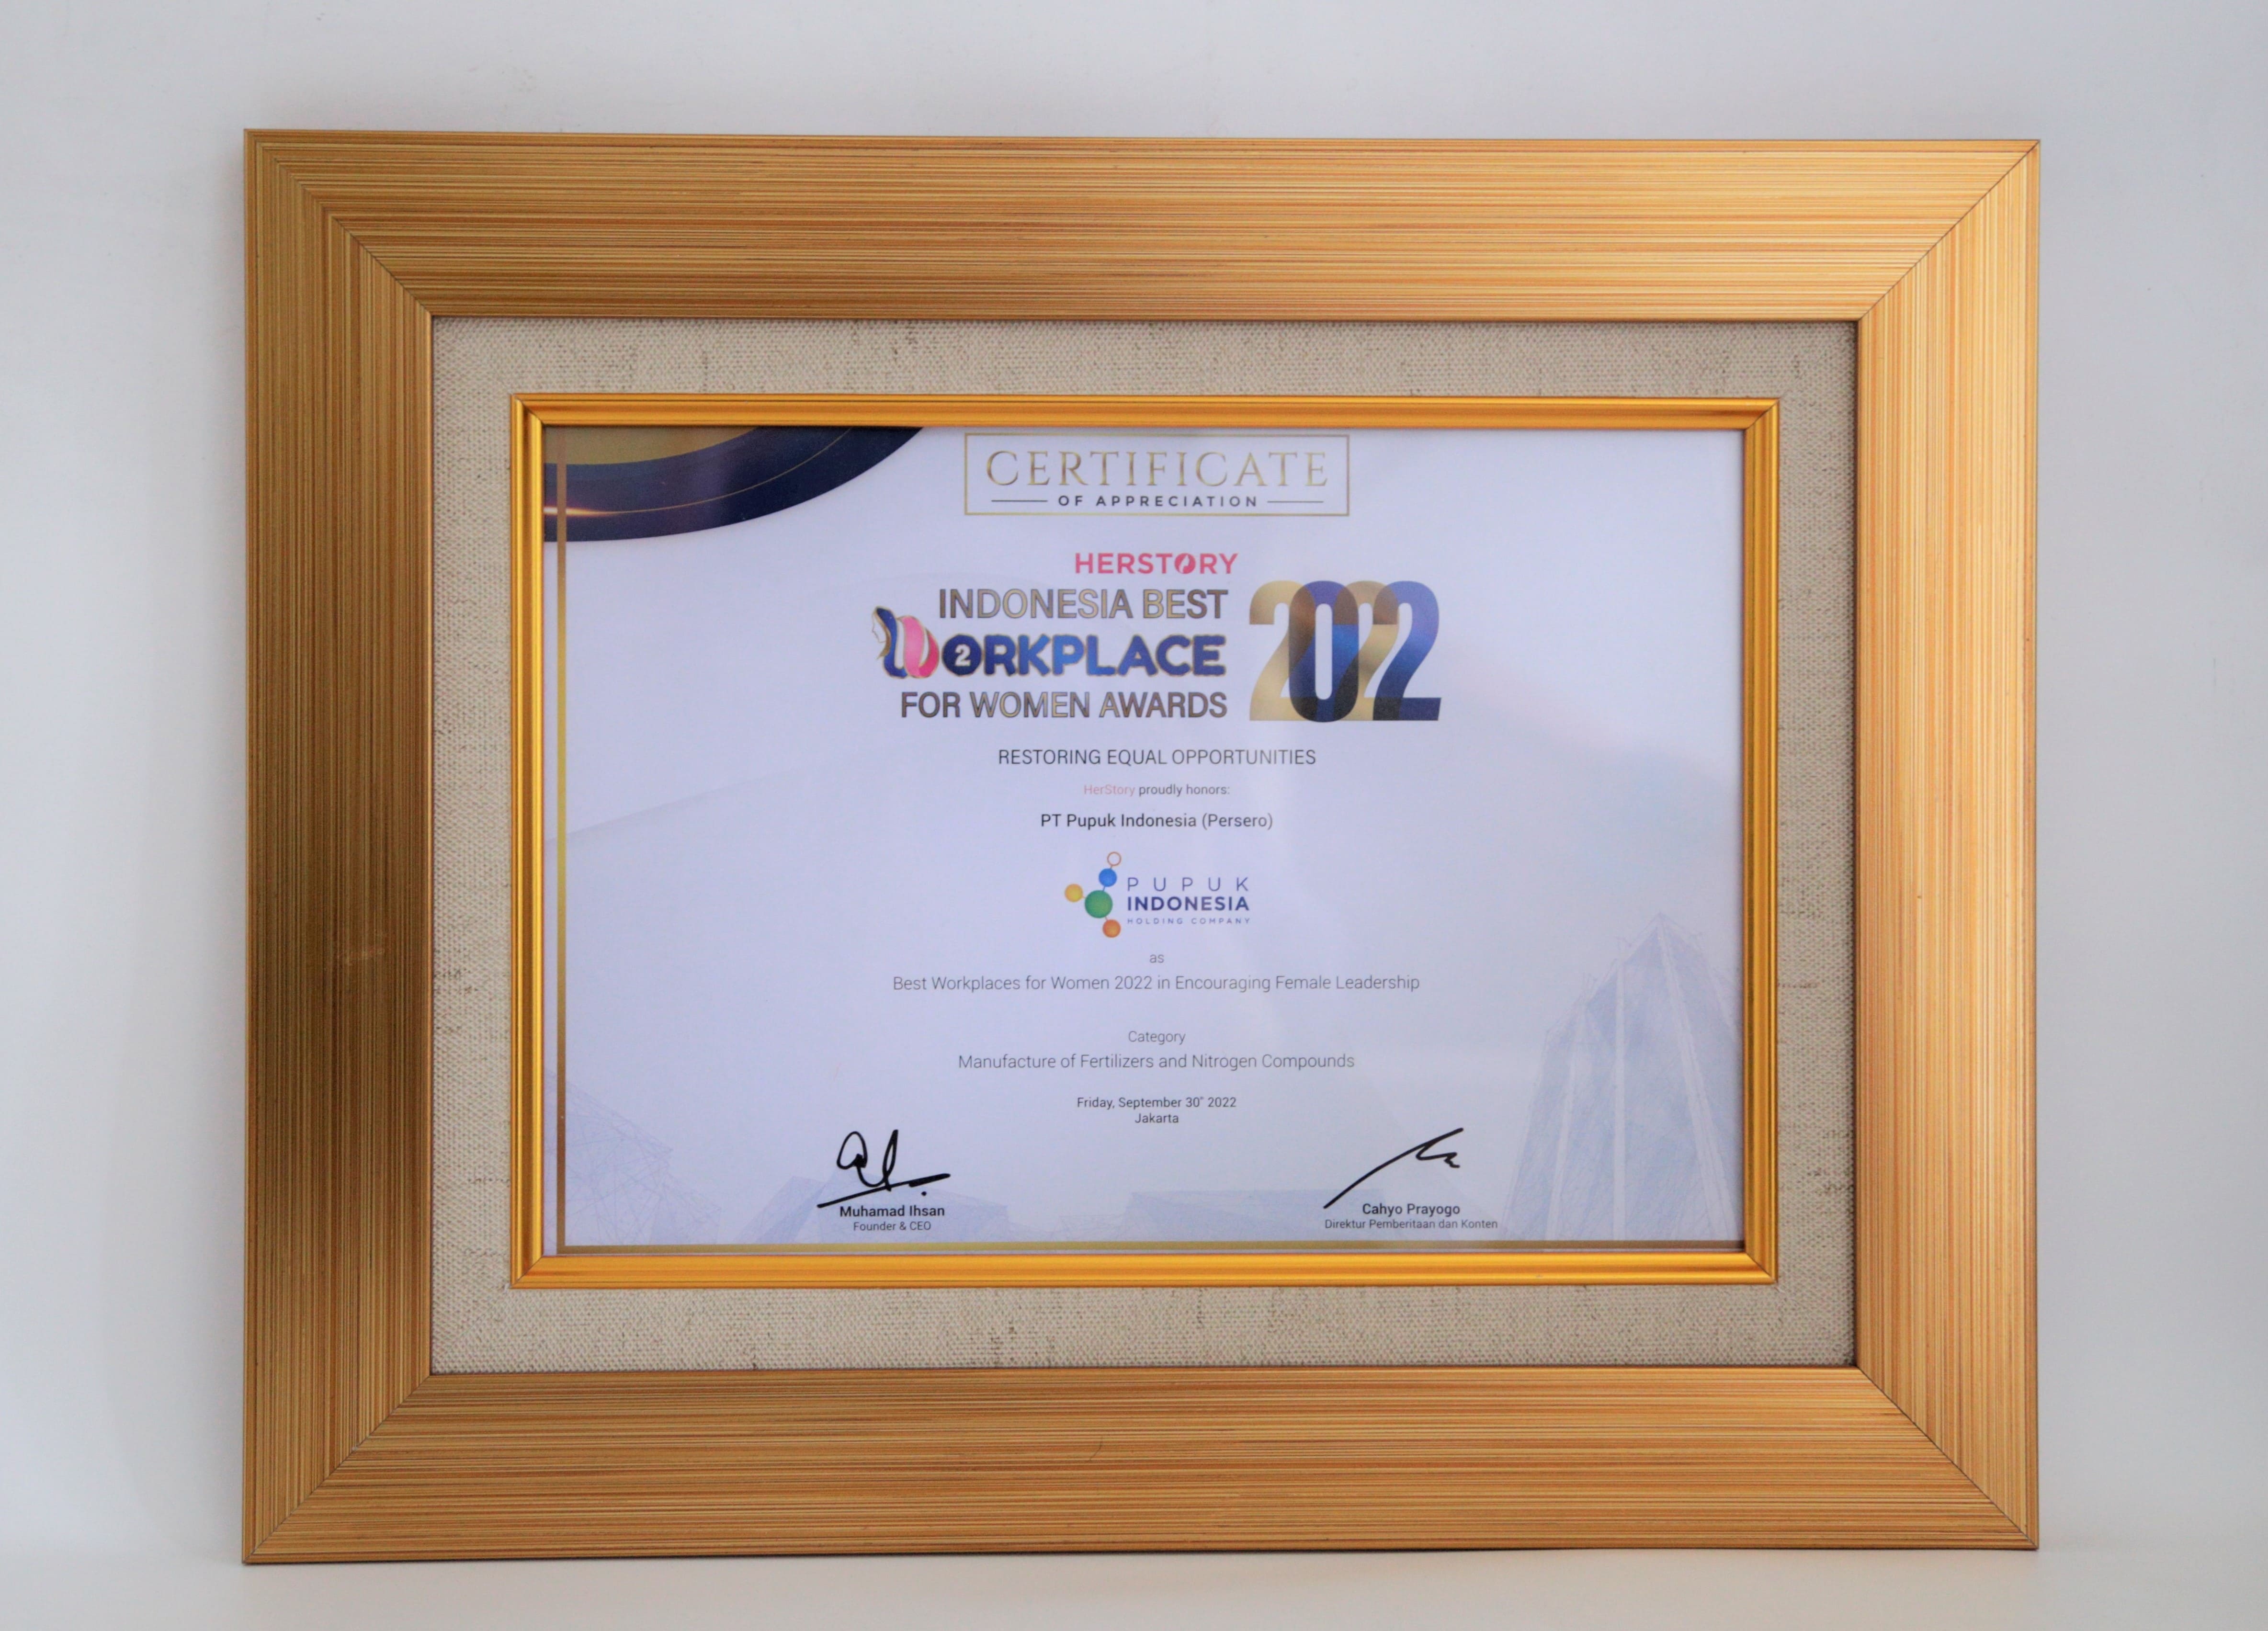 CERTIFICATE
OF APPRECIATION
HERSTORY
INDONESIA BEST
WORKPLACE
FOR WOMEN AWARDS
2022
2
RESTORING EQUAL OPPORTUNITIES
HerStory proudly honors:
PT Pupuk Indonesia (Persero)
PUPUK
INDONESIA
HOLDING COMPANY
as
Best Workplaces for Women 2022 in Encouraging Female Leadership
Category
Manufacture of Fertilizers and Nitrogen Compounds
Friday, September 30" 2022
Jakarta
Muhamad Ihsan
Founder & CEO
Cahyo Prayogo
Direktur Pemberitaan dan Konten